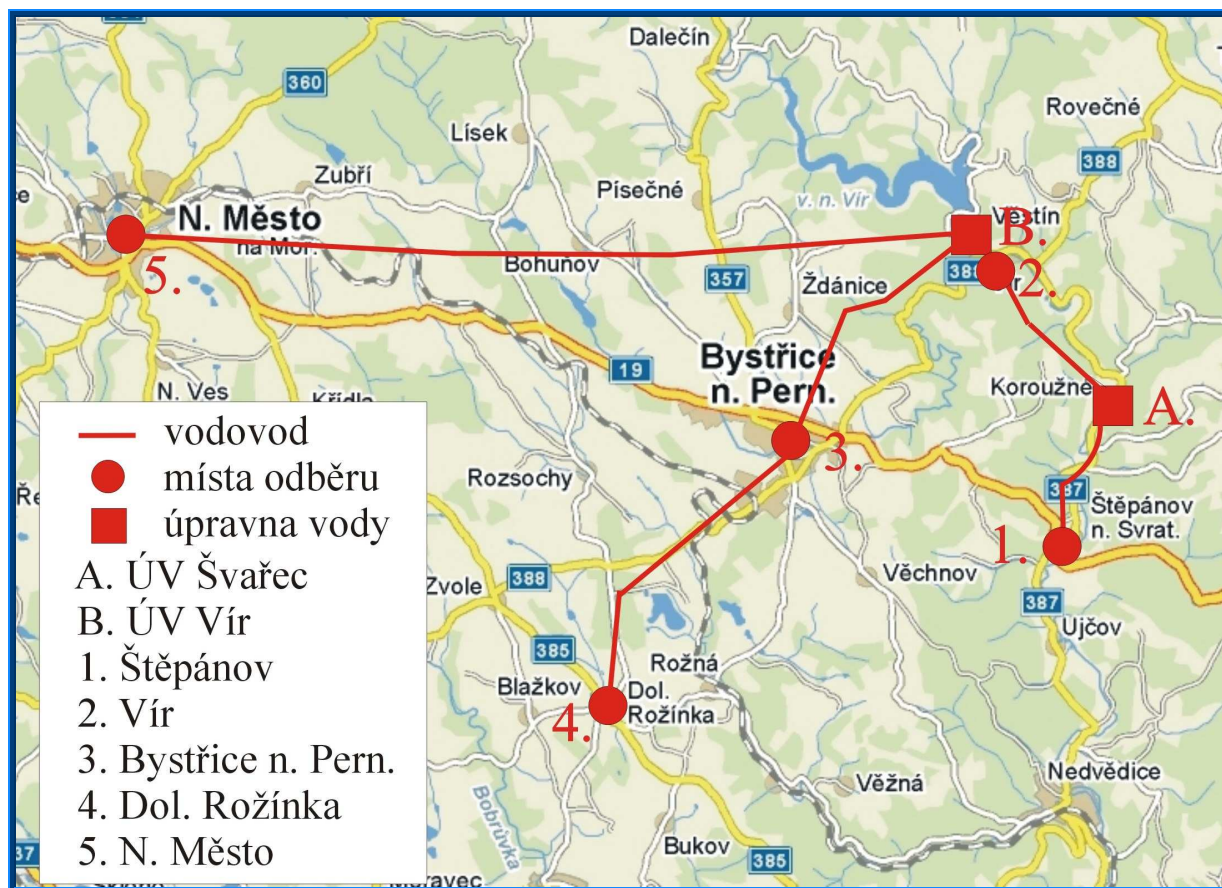 Dalečín
360
Rovečné
Lísek
388
Zubří
Písečné
v. n. Vír
N. Město
na Mor.
Věstín
B.
5.
Bohuňov
357
Ždánice
2.
Bystřice
n. Pern.
19
Koroužne
A.
N. Ves
3.
Rozsochy
387
Štěpánov
n. Svrat.
1.
388
Zvole
Věchnov
387
Ujčov
385
Rožná
Blažkov
Dol.
Rožínka
4.
Nedvědice
Věžná
Bobrůvka
Bukov
385
vodovod
místa odběru
úpravna vody
A. ÚV Švařec
B. ÚV Vír
1. Štěpánov
2. Vír
3. Bystřice n. Pern.
4. Dol. Rožínka
5. N. Město